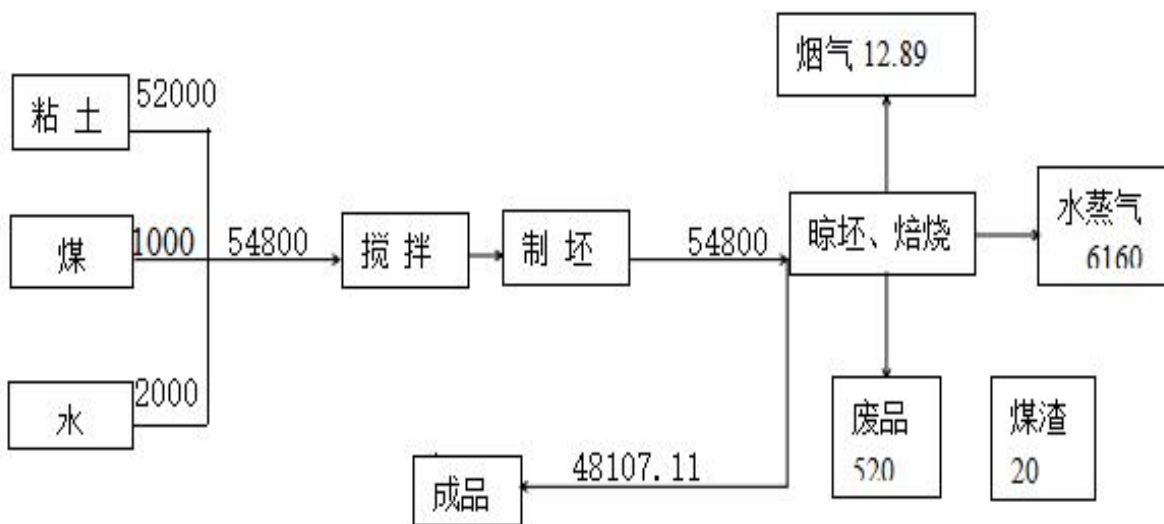 烟气 12.89
粘 土
52000
煤
1000
54800
搅 拌
制 坯
54800
晾坯、焙烧
水蒸气
6160
水
2000
废品
520
煤渣
20
成品
48107.11